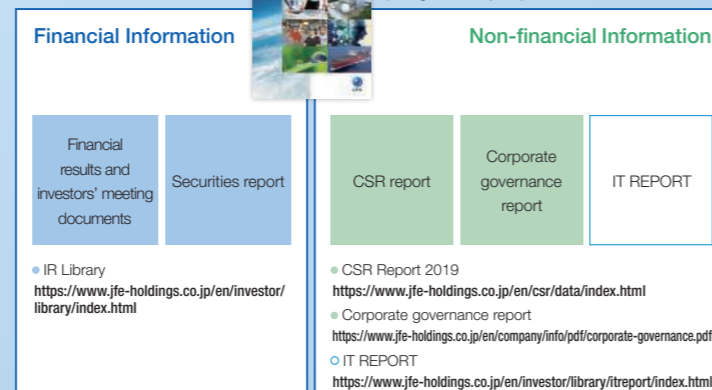 Financial Information
Non-financial Information
Financial
results and
investors' meeting
documents
Securities report
CSR report
Corporate
governance
report
IT REPORT
IR Library
https://www.jfe-holdings.co.jp/en/investor/
library/index.html
CSR Report 2019
https://www.jfe-holdings.co.jp/en/csr/data/index.html
Corporate governance report
https://www.jfe-holdings.co.jp/en/company/info/pdf/corporate-governance.pdf
IT REPORT
https://www.jfe-holdings.co.jp/en/investor/library/itreport/index.html